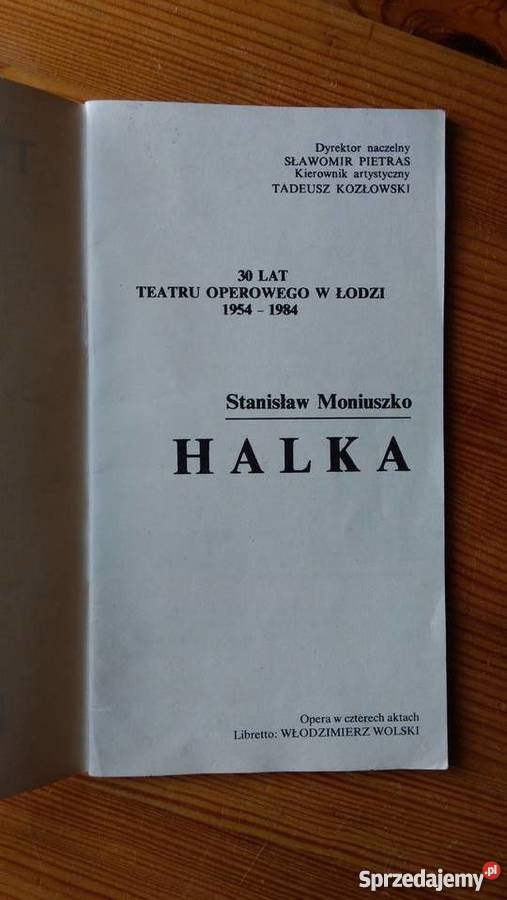 Dyrektor naczelny
SŁAWOMIR PIETRAS
Kierownik artystyczny
TADEUSZ KOZŁOWSKI
30 LAT
TEATRU OPEROWEGO W ŁODZI
1954 - 1984
Stanisław Moniuszko
HALKA
Opera w czterech aktach
Libretto: WŁODZIMIERZ WOLSKI
Sprzedajemy.pl